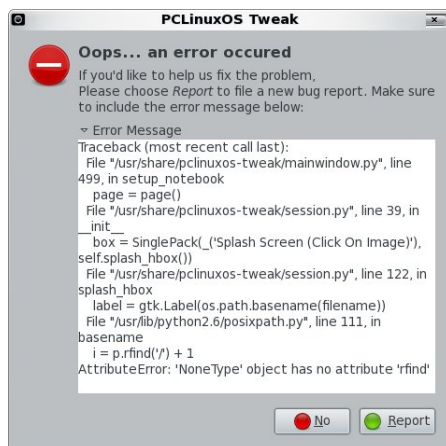 PCLinuxOS Tweak
Oops... an error occured
If you'd like to help us fix the problem,
Please choose Report to file a new bug report. Make sure
to include the error message below:
Error Message
Traceback (most recent call last):
File "/usr/share/pclinuxos-tweak/mainwindow.py", line
499, in setup_notebook
page = page()
File "/usr/share/pclinuxos-tweak/session.py", line 39, in
__init__
box = SinglePack(_('Splash Screen (Click On Image)'),
self.splash_hbox())
File "/usr/share/pclinuxos-tweak/session.py", line 122, in
splash_hbox
label = gtk.Label(os.path.basename(filename))
File "/usr/lib/python2.6/posixpath.py", line 111, in
basename
i = p.rfind('/') + 1
AttributeError: 'NoneType' object has no attribute 'rfind'
No
Report